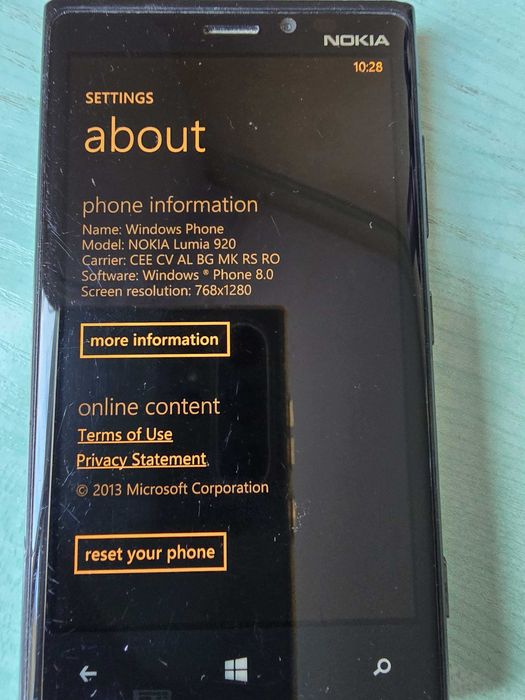 NOKIA
10:28
SETTINGS
about
phone information
Name: Windows Phone
Model: NOKIA Lumia 920
Carrier: CEE CV AL BG MK RS RO
Software: Windows ® Phone 8.0
Screen resolution: 768x1280
more information
online content
Terms of Use
Privacy Statement
© 2013 Microsoft Corporation
reset your phone